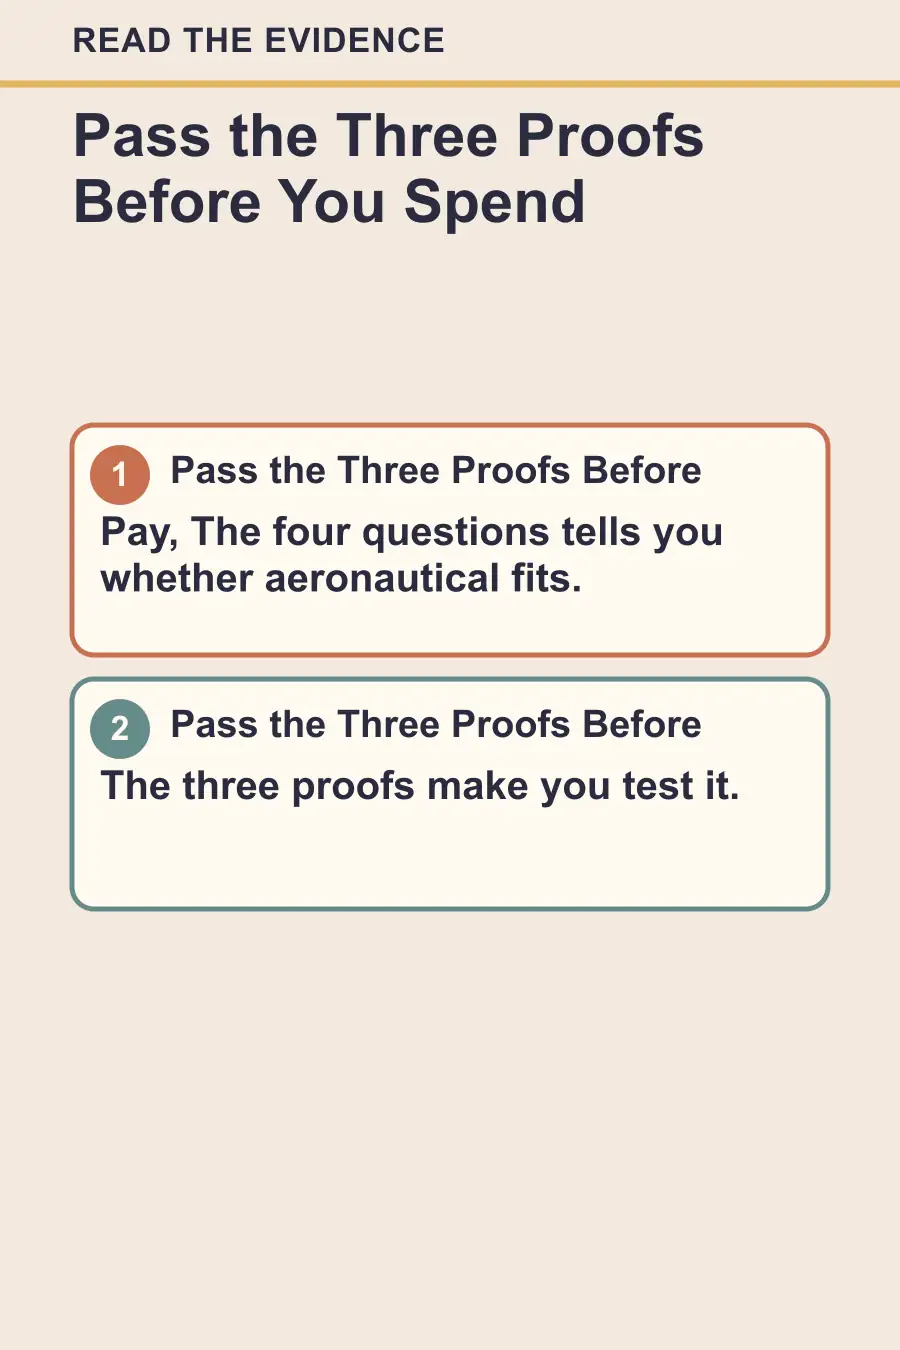 READ THE EVIDENCE
Pass the Three Proofs
Before You Spend
1 Pass the Three Proofs Before
Pay, The four questions tells you
whether aeronautical fits.
2 Pass the Three Proofs Before
The three proofs make you test it.